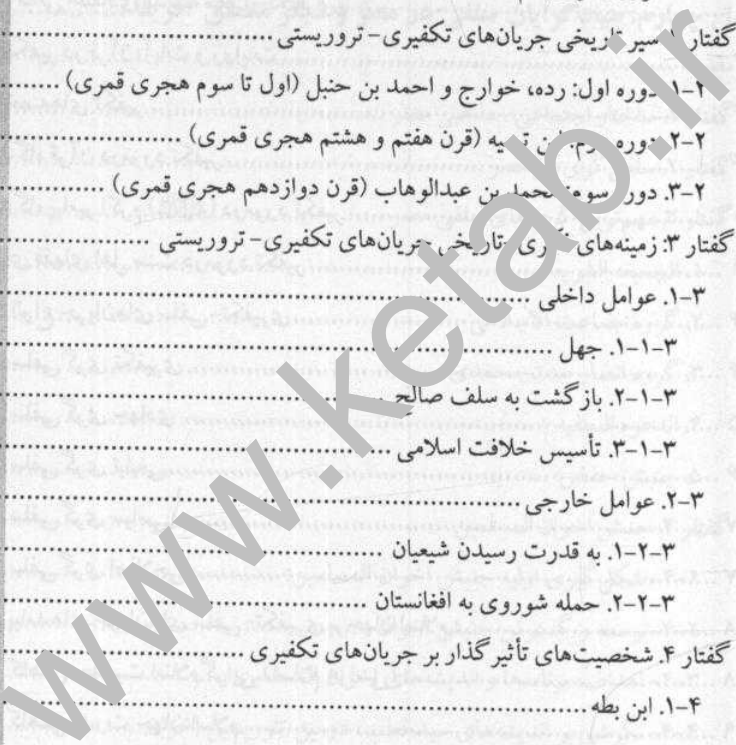 گفتار ۲. سیر تاریخی جریان‌های تکفیری- تروریستی
۱-۲. دوره اول: رده، خوارج و احمد بن حنبل (اول تا سوم هجری قمری)
۲-۲. دوره دوم: ابن تیمیه (قرن هفتم و هشتم هجری قمری)
۳-۲. دوره سوم: محمد بن عبدالوهاب (قرن دوازدهم هجری قمری)
گفتار ۳: زمینه‌های فکری -تاریخی جریان‌های تکفیری- تروریستی
۱-۳. عوامل داخلی
۱-۱-۳. جهل
۲-۱-۳. بازگشت به سلف صالح
۳-۱-۳. تأسیس خلافت اسلامی
۲-۳. عوامل خارجی
۱-۲-۳. به قدرت رسیدن شیعیان
۲-۲-۳. حمله شوروی به افغانستان
گفتار ۴. شخصیت‌های تأثیرگذار بر جریان‌های تکفیری
۱-۴. ابن بطه
www.ketab.ir